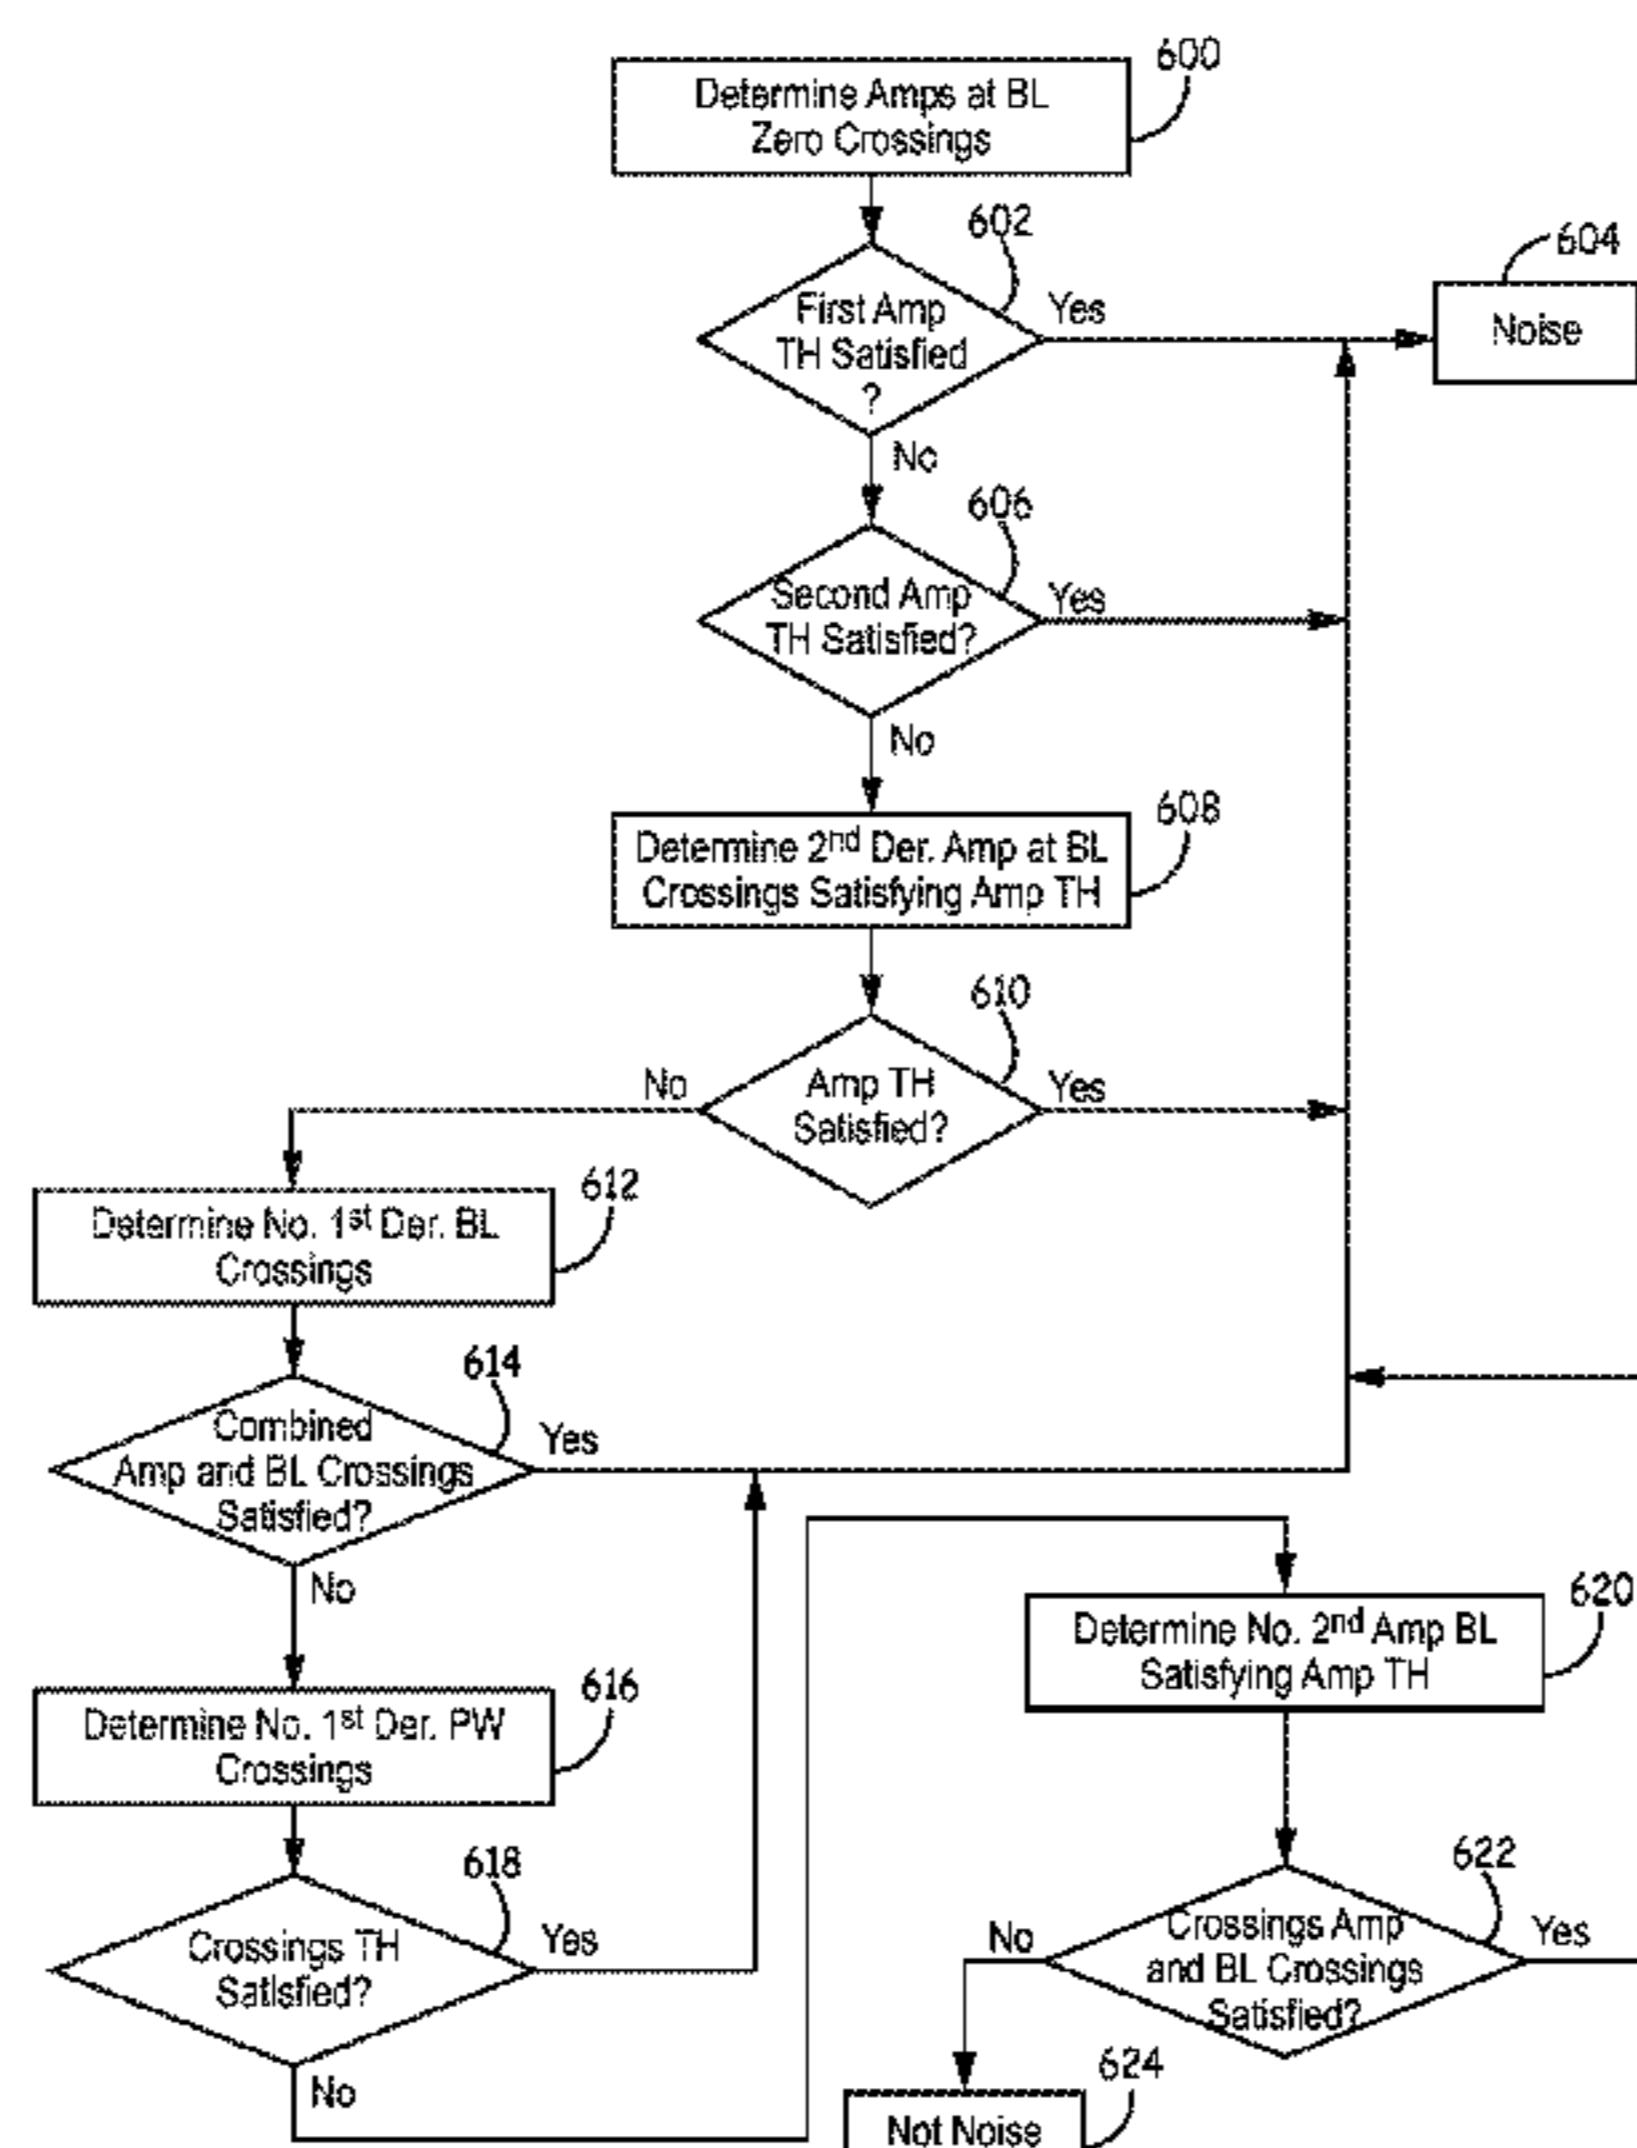 600
Determine Amps at BL
Zero Crossings
602
604
First Amp
TH Satisfied
?
Yes
Noise
No
606
Second Amp
TH Satisfied?
Yes
No
608
Determine 2nd Der. Amp at BL
Crossings Satisfying Amp TH
610
No
Amp TH
Satisfied?
Yes
612
Determine No. 1st Der. BL
Crossings
614
Combined
Amp and BL Crossings
Satisfied?
Yes
No
616
Determine No. 1st Der. PW
Crossings
618
Crossings TH
Satisfied?
Yes
No
620
Determine No. 2nd Amp BL
Satisfying Amp TH
622
No
Crossings Amp
and BL Crossings
Satisfied?
Yes
624
Not Noise